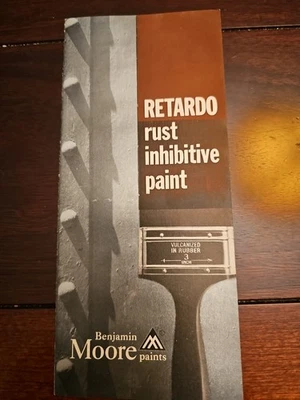 RETARDO
rust
inhibitive
paint
VULCANIZED
IN RUBBER
3
INCH
Benjamin
Moore paints
M